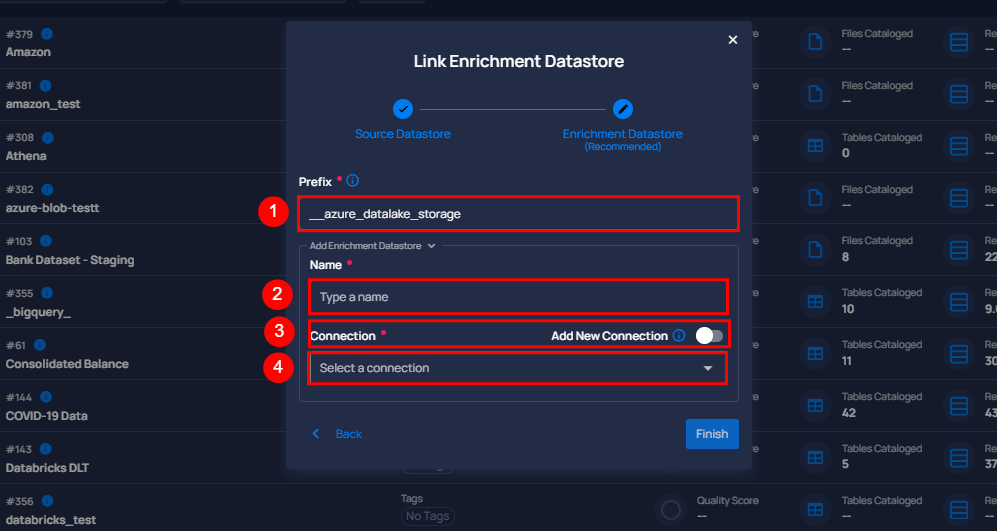 #379
Amazon
Files Cataloged
--
#381
amazon_test
Files Cataloged
--
#308
Athena
Tables Cataloged
0
#382
azure-blob-testt
Files Cataloged
--
#103
Bank Dataset - Staging
Files Cataloged
8
#355
_bigquery_
Tables Cataloged
10
#61
Consolidated Balance
Tables Cataloged
11
#144
COVID-19 Data
Tables Cataloged
42
#143
Databricks DLT
Tables Cataloged
5
#356
databricks_test
Tags
No Tags
Quality Score
--
Tables Cataloged
--
Link Enrichment Datastore
Source Datastore
Enrichment Datastore
(Recommended)
Prefix *
1
__azure_datalake_storage
Add Enrichment Datastore
Name *
2
Type a name
3
Connection * Add New Connection
4
Select a connection
Back
Finish